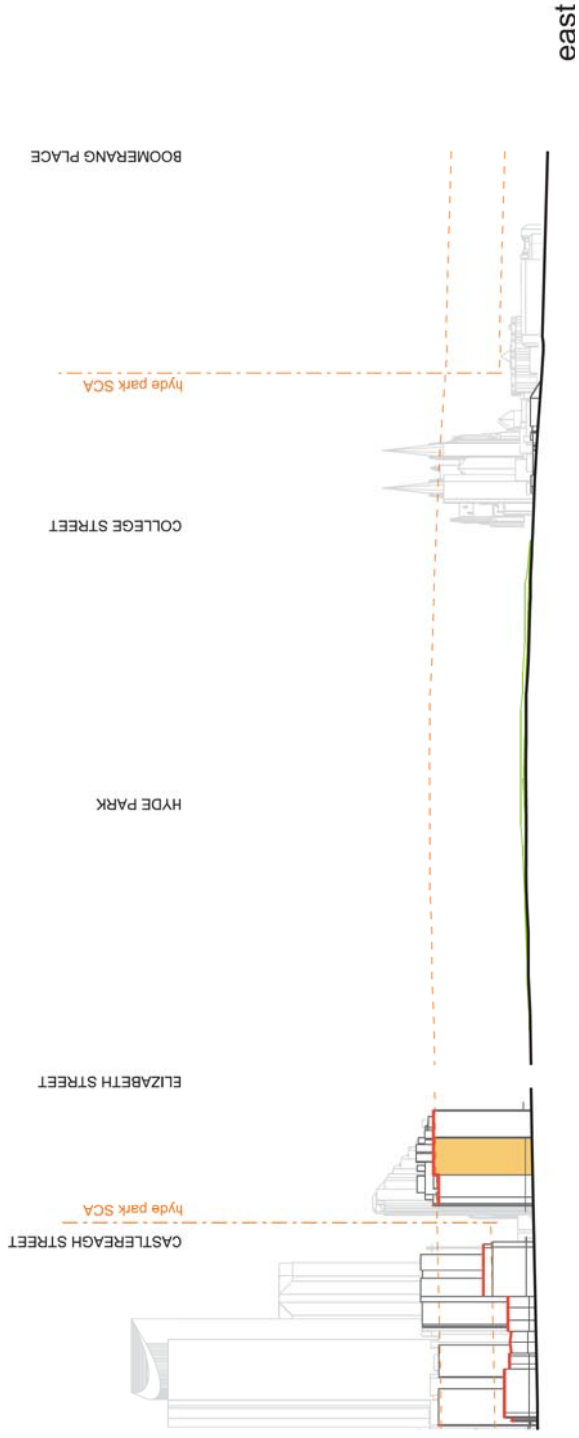 east
BOOMERANG PLACE
hyde park SCA
COLLEGE STREET
HYDE PARK
ELIZABETH STREET
hyde park SCA
CASTLEREAGH STREET